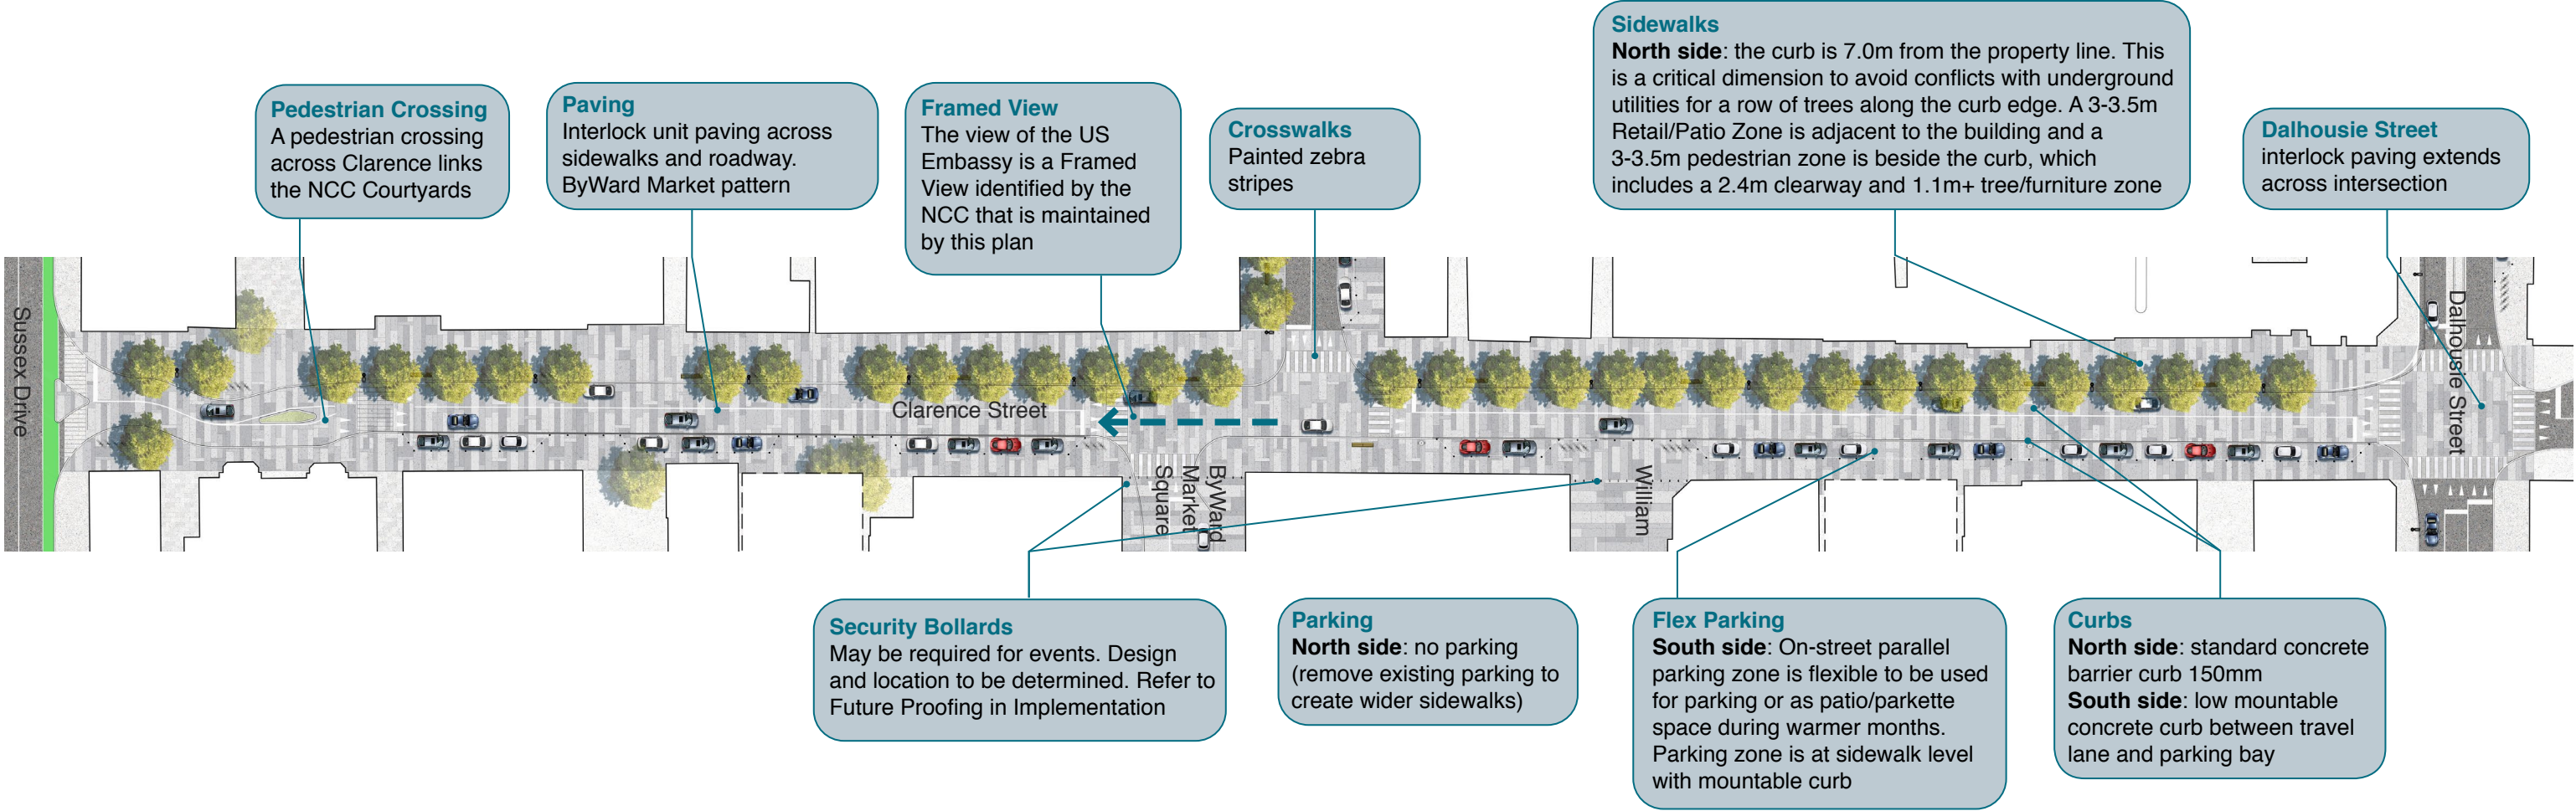 Sidewalks
North side: the curb is 7.0m from the property line. This
is a critical dimension to avoid conflicts with underground
utilities for a row of trees along the curb edge. A 3-3.5m
Retail/Patio Zone is adjacent to the building and a
3-3.5m pedestrian zone is beside the curb, which
includes a 2.4m clearway and 1.1m+ tree/furniture zone
Pedestrian Crossing
A pedestrian crossing
across Clarence links
the NCC Courtyards
Paving
Interlock unit paving across
sidewalks and roadway.
ByWard Market pattern
Framed View
The view of the US
Embassy is a Framed
View identified by the
NCC that is maintained
by this plan
Crosswalks
Painted zebra
stripes
Dalhousie Street
interlock paving extends
across intersection
Sussex Drive
Clarence Street
ByWard
Market
Square
William
Dalhousie Street
Security Bollards
May be required for events. Design
and location to be determined. Refer to
Future Proofing in Implementation
Parking
North side: no parking
(remove existing parking to
create wider sidewalks)
Flex Parking
South side: On-street parallel
parking zone is flexible to be used
for parking or as patio/parkette
space during warmer months.
Parking zone is at sidewalk level
with mountable curb
Curbs
North side: standard concrete
barrier curb 150mm
South side: low mountable
concrete curb between travel
lane and parking bay